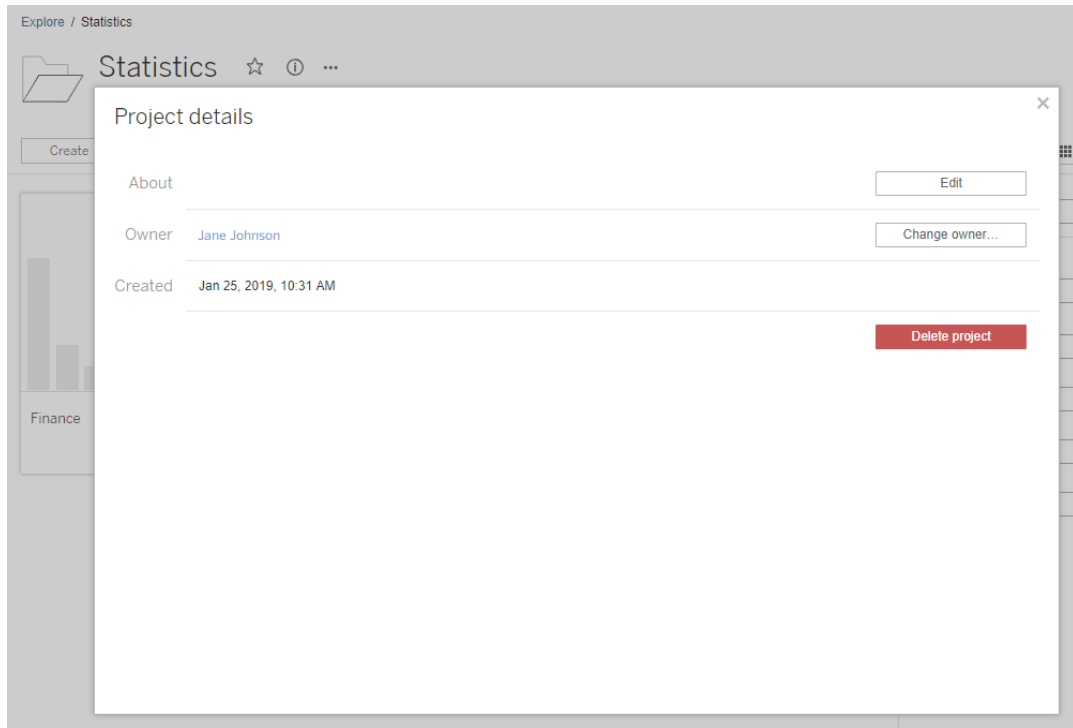 Explore / Statistics
Statistics
Project details
Create
About
Edit
Owner Jane Johnson
Change owner...
Created Jan 25, 2019, 10:31 AM
Delete project
Finance